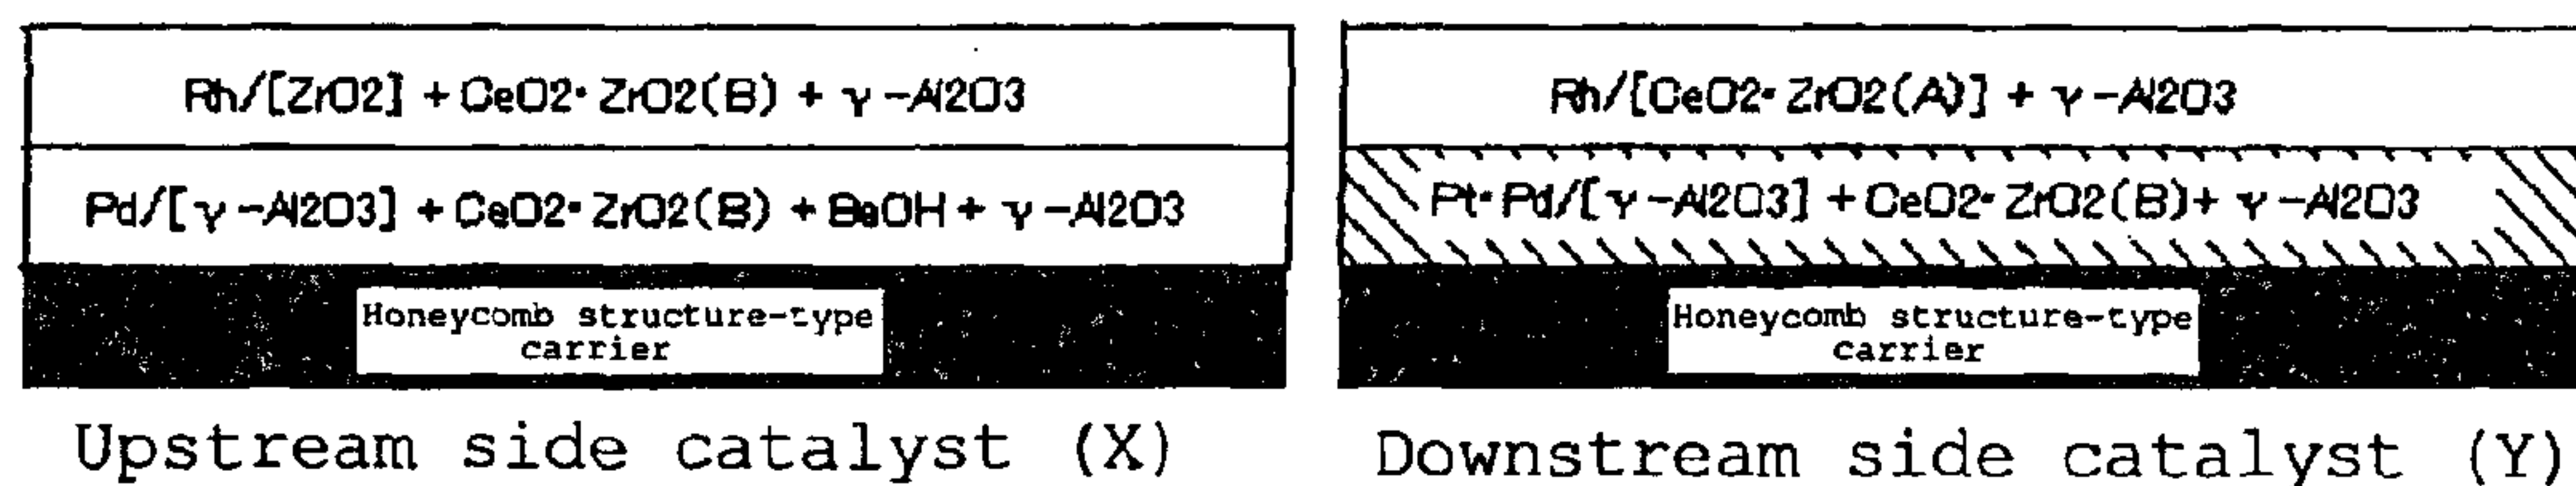 Rh/[ZrO2] + CeO2・ZrO2(B) + γ-Al2O3
Pd/[γ-Al2O3] + CeO2・ZrO2(B) + BaOH + γ-Al2O3
Honeycomb structure-type
carrier
Upstream side catalyst (X)
Rh/[CeO2・ZrO2(A)] + γ-Al2O3
Pt・Pd/[γ-Al2O3] + CeO2・ZrO2(B)+ γ-Al2O3
Honeycomb structure-type
carrier
Downstream side catalyst (Y)